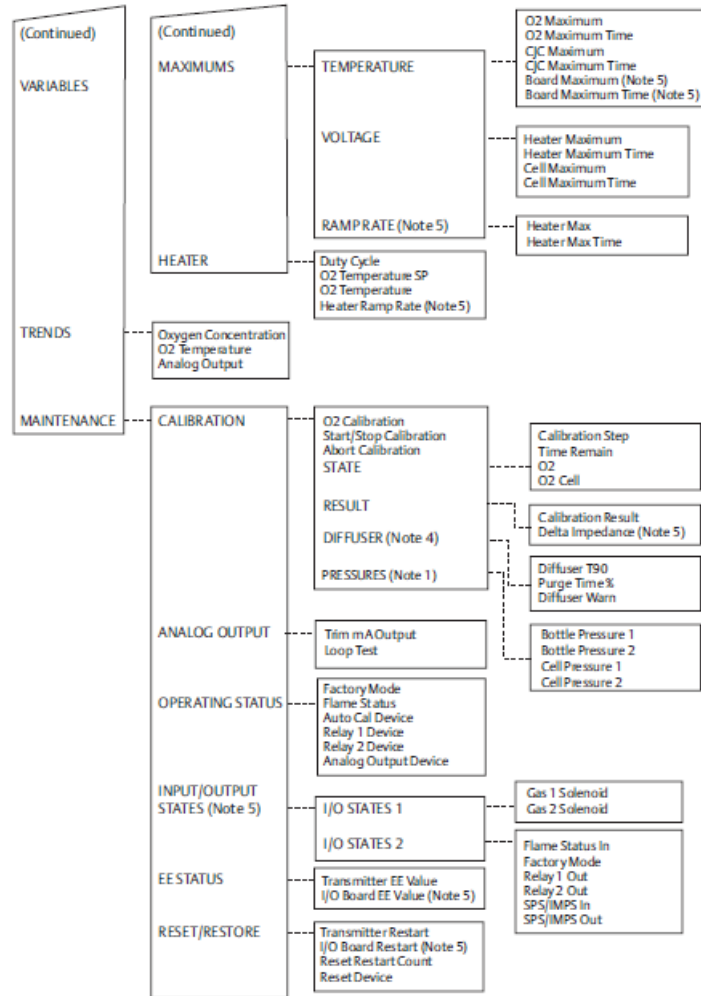 (Continued)
VARIABLES
TRENDS
MAINTENANCE
(Continued)
MAXIMUMS
HEATER
TEMPERATURE
VOLTAGE
RAMP RATE (Note 5)
O2 Maximum
O2 Maximum Time
CJC Maximum
CJC Maximum Time
Board Maximum (Note 5)
Board Maximum Time (Note 5)
Heater Maximum
Heater Maximum Time
Cell Maximum
Cell Maximum Time
Heater Max
Heater Max Time
Duty Cycle
O2 Temperature SP
O2 Temperature
Heater Ramp Rate (Note 5)
Oxygen Concentration
O2 Temperature
Analog Output
CALIBRATION
O2 Calibration
Start/Stop Calibration
Abort Calibration
STATE
RESULT
DIFFUSER (Note 4)
PRESSURES (Note 1)
Calibration Step
Time Remain
O2
O2 Cell
Calibration Result
Delta Impedance (Note 5)
Diffuser T90
Purge Time %
Diffuser Warn
Bottle Pressure 1
Bottle Pressure 2
Cell Pressure 1
Cell Pressure 2
ANALOG OUTPUT
Trim mA Output
Loop Test
OPERATING STATUS
Factory Mode
Flame Status
Auto Cal Device
Relay 1 Device
Relay 2 Device
Analog Output Device
INPUT/OUTPUT
STATES (Note 5)
I/O STATES 1
I/O STATES 2
Gas 1 Solenoid
Gas 2 Solenoid
Flame Status In
Factory Mode
Relay 1 Out
Relay 2 Out
SPS/IMPS In
SPS/IMPS Out
EE STATUS
Transmitter EE Value
I/O Board EE Value (Note 5)
RESET/RESTORE
Transmitter Restart
I/O Board Restart (Note 5)
Reset Restart Count
Reset Device